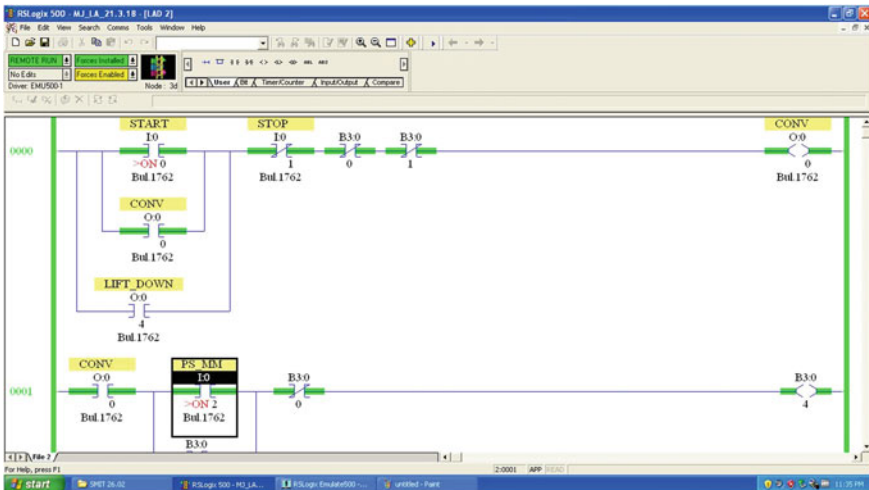 RSLogix 500 - MJ_LA_21.3.18 - [LAD 2]
File Edit View Search Comms Tools Window Help
REMOTE RUN Forces Installed
No Edits Forces Enabled
Driver: EMU500-1 Node: 3d
User Bit Timer/Counter Input/Output Compare
START STOP CONV
I:0 I:0 B3:0 B3:0 O:0
0000
>ON 0 1 0 1 0
Bul.1762 Bul.1762 Bul.1762
CONV
O:0
0
Bul.1762
LIFT_DOWN
O:0
4
Bul.1762
CONV PS_MM
O:0 I:0 B3:0 B3:0
0001
0 >ON 2 0 4
Bul.1762 Bul.1762
B3:0
File 2
For Help, press F1 2:0001 APP READ
start SMIT 26.02 RSLogix 500 - MJ_LA... RSLogix Emulate500 -... untitled - Paint 11:35 PM